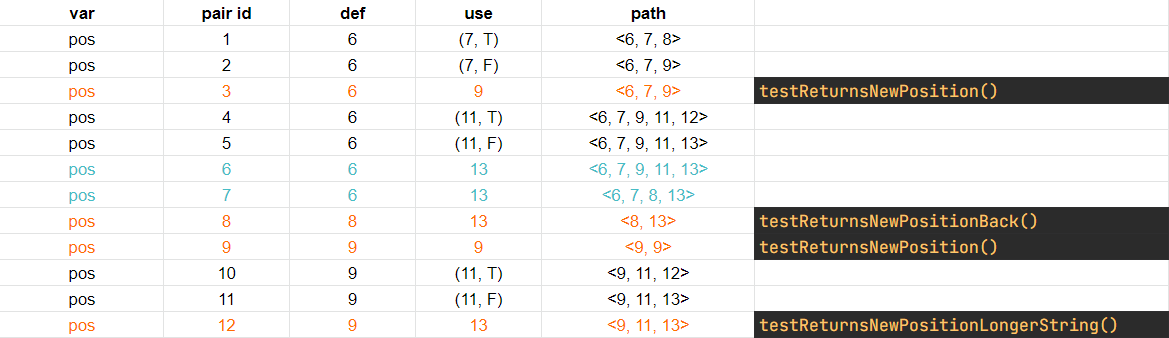 var pair id def use path
pos 1 6 (7, T) <6, 7, 8>
pos 2 6 (7, F) <6, 7, 9>
pos 3 6 9 <6, 7, 9> testReturnsNewPosition()
pos 4 6 (11, T) <6, 7, 9, 11, 12>
pos 5 6 (11, F) <6, 7, 9, 11, 13>
pos 6 6 13 <6, 7, 9, 11, 13>
pos 7 6 13 <6, 7, 8, 13>
pos 8 8 13 <8, 13> testReturnsNewPositionBack()
pos 9 9 9 <9, 9> testReturnsNewPosition()
pos 10 9 (11, T) <9, 11, 12>
pos 11 9 (11, F) <9, 11, 13>
pos 12 9 13 <9, 11, 13> testReturnsNewPositionLongerString()